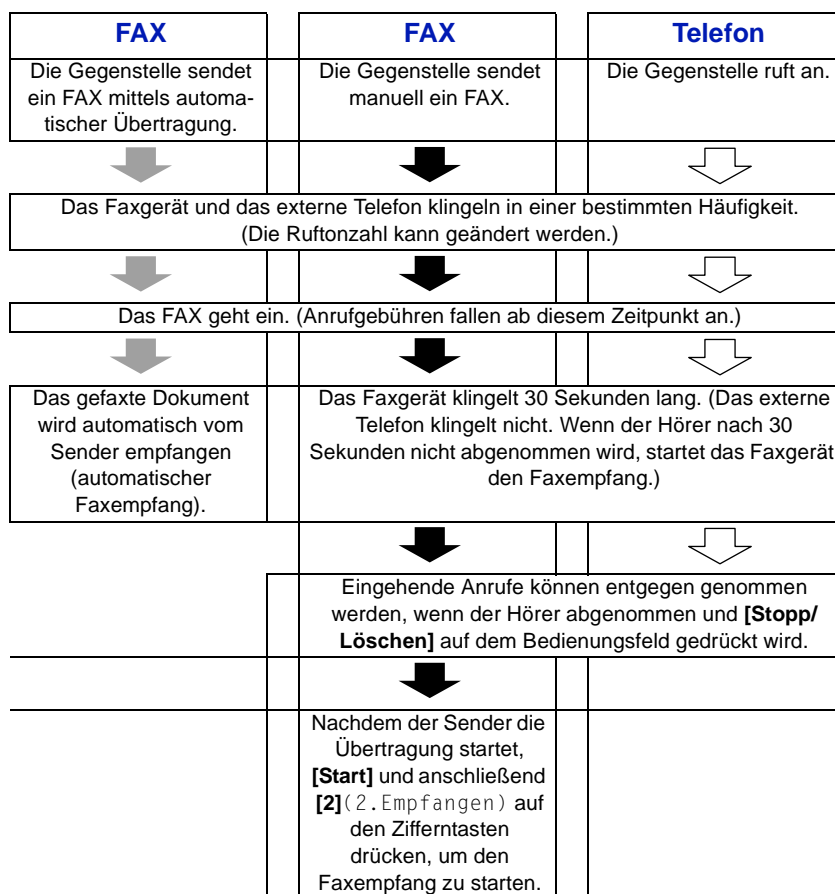 FAX
FAX
Telefon
Die Gegenstelle sendet
ein FAX mittels automa-
tischer Übertragung.
Die Gegenstelle sendet
manuell ein FAX.
Die Gegenstelle ruft an.
Das Faxgerät und das externe Telefon klingeln in einer bestimmten Häufigkeit.
(Die Ruftonzahl kann geändert werden.)
Das FAX geht ein. (Anrufgebühren fallen ab diesem Zeitpunkt an.)
Das gefaxte Dokument
wird automatisch vom
Sender empfangen
(automatischer
Faxempfang).
Das Faxgerät klingelt 30 Sekunden lang. (Das externe
Telefon klingelt nicht. Wenn der Hörer nach 30
Sekunden nicht abgenommen wird, startet das Faxgerät
den Faxempfang.)
Eingehende Anrufe können entgegen genommen
werden, wenn der Hörer abgenommen und [Stopp/
Löschen] auf dem Bedienungsfeld gedrückt wird.
Nachdem der Sender die
Übertragung startet,
[Start] und anschließend
[2](2.Empfangen) auf
den Zifferntasten
drücken, um den
Faxempfang zu starten.